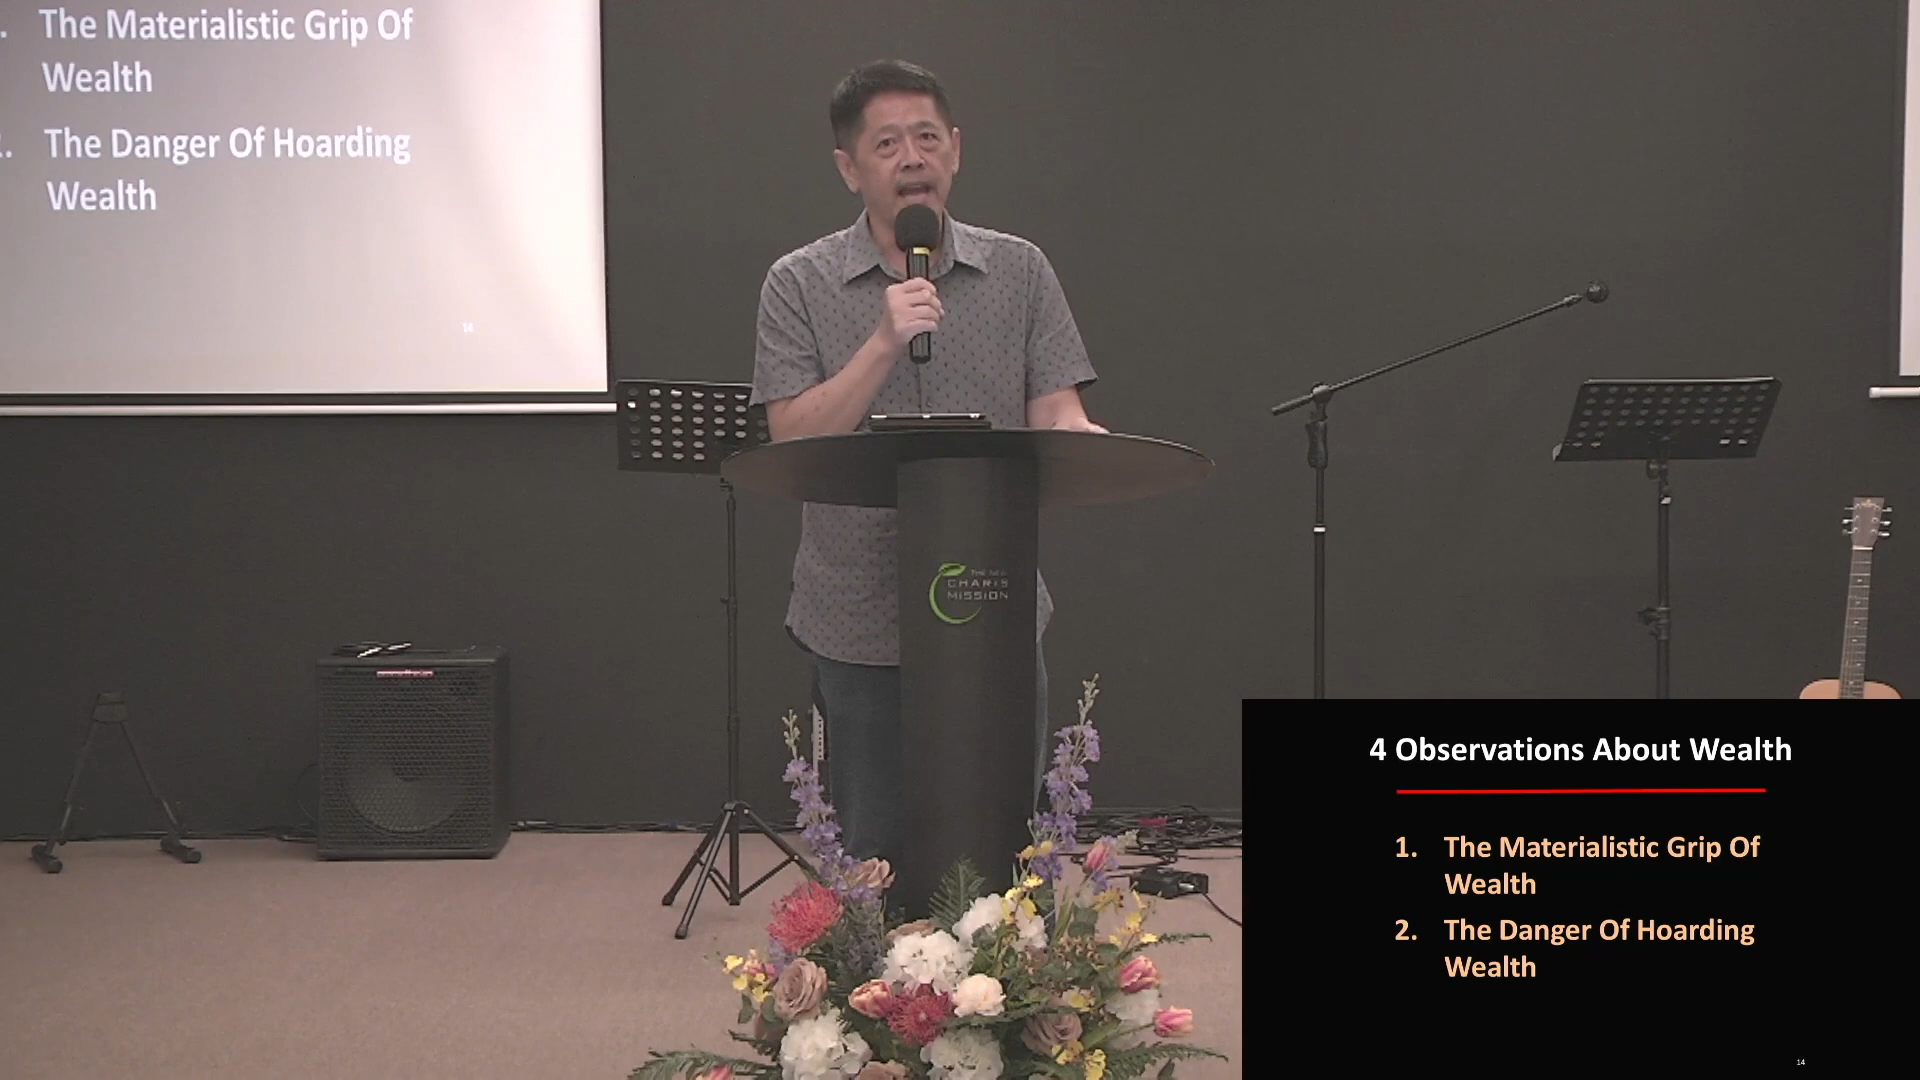 . The Materialistic Grip Of
Wealth
. The Danger Of Hoarding
Wealth
14
CHARIS
MISSION
4 Observations About Wealth
1. The Materialistic Grip Of
Wealth
2. The Danger Of Hoarding
Wealth
14